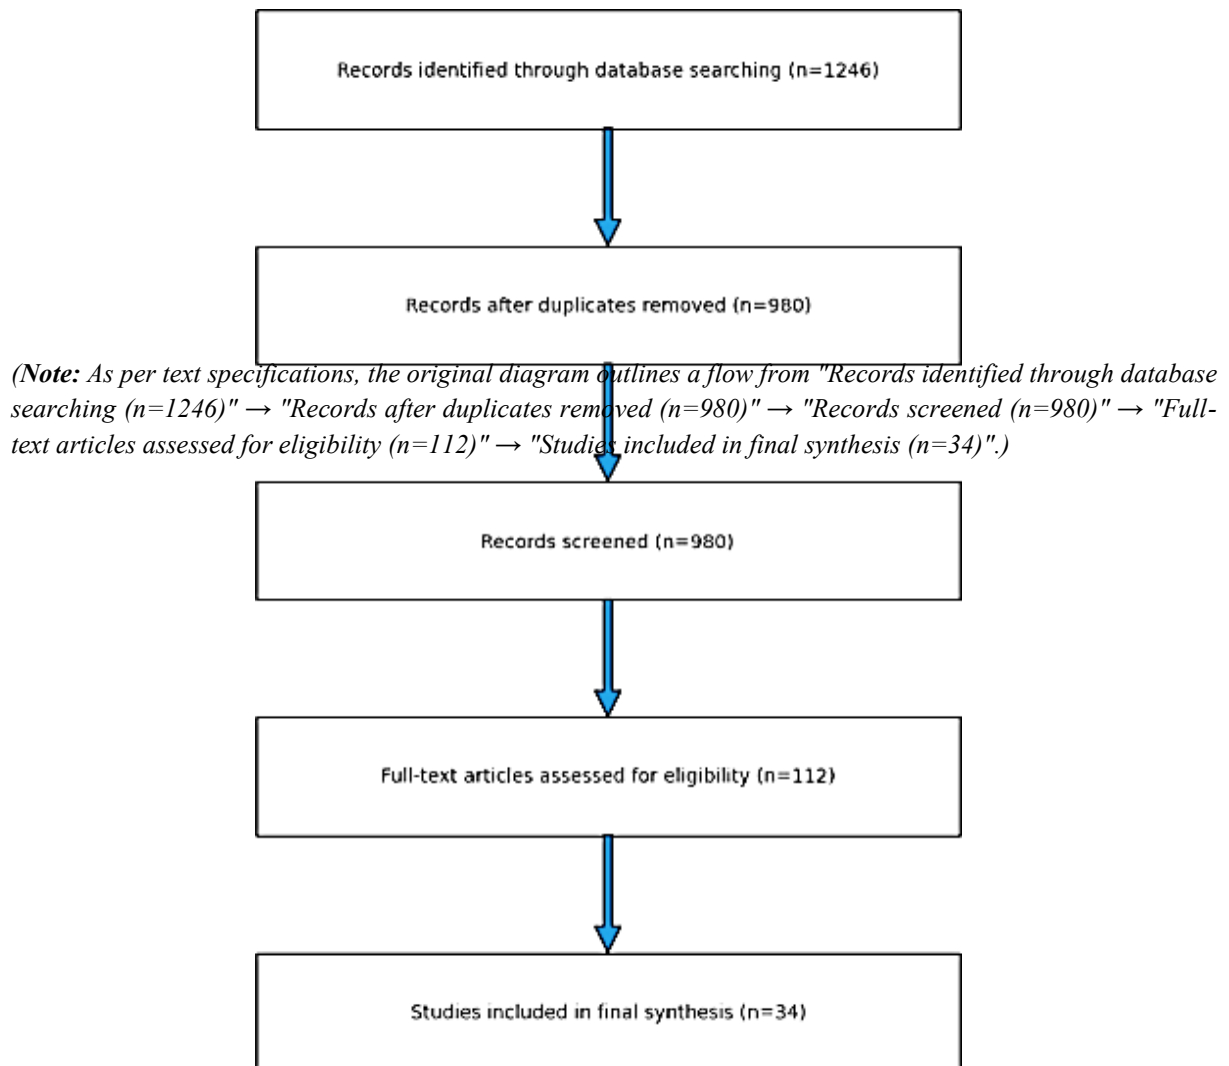 Records identified through database searching (n=1246)
Records after duplicates removed (n=980)
(Note: As per text specifications, the original diagram outlines a flow from "Records identified through database
searching (n=1246)" → "Records after duplicates removed (n=980)" → "Records screened (n=980)" → "Full-
text articles assessed for eligibility (n=112)" → "Studies included in final synthesis (n=34)".)
Records screened (n=980)
Full-text articles assessed for eligibility (n=112)
Studies included in final synthesis (n=34)